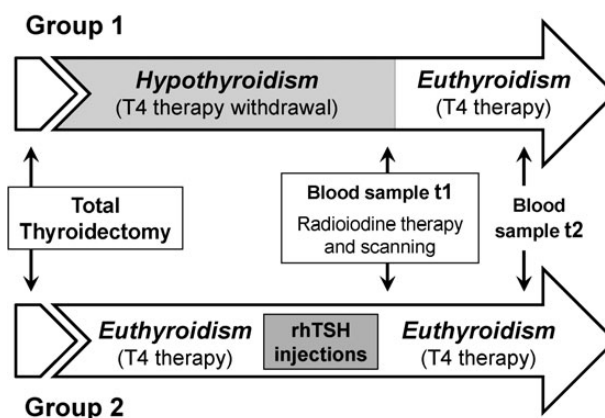 Group 1
Hypothyroidism
(T4 therapy withdrawal)
Euthyroidism
(T4 therapy)
Total
Thyroidectomy
Blood sample t1
Radioiodine therapy
and scanning
Blood
sample t2
Euthyroidism
(T4 therapy)
rhTSH
injections
Euthyroidism
(T4 therapy)
Group 2